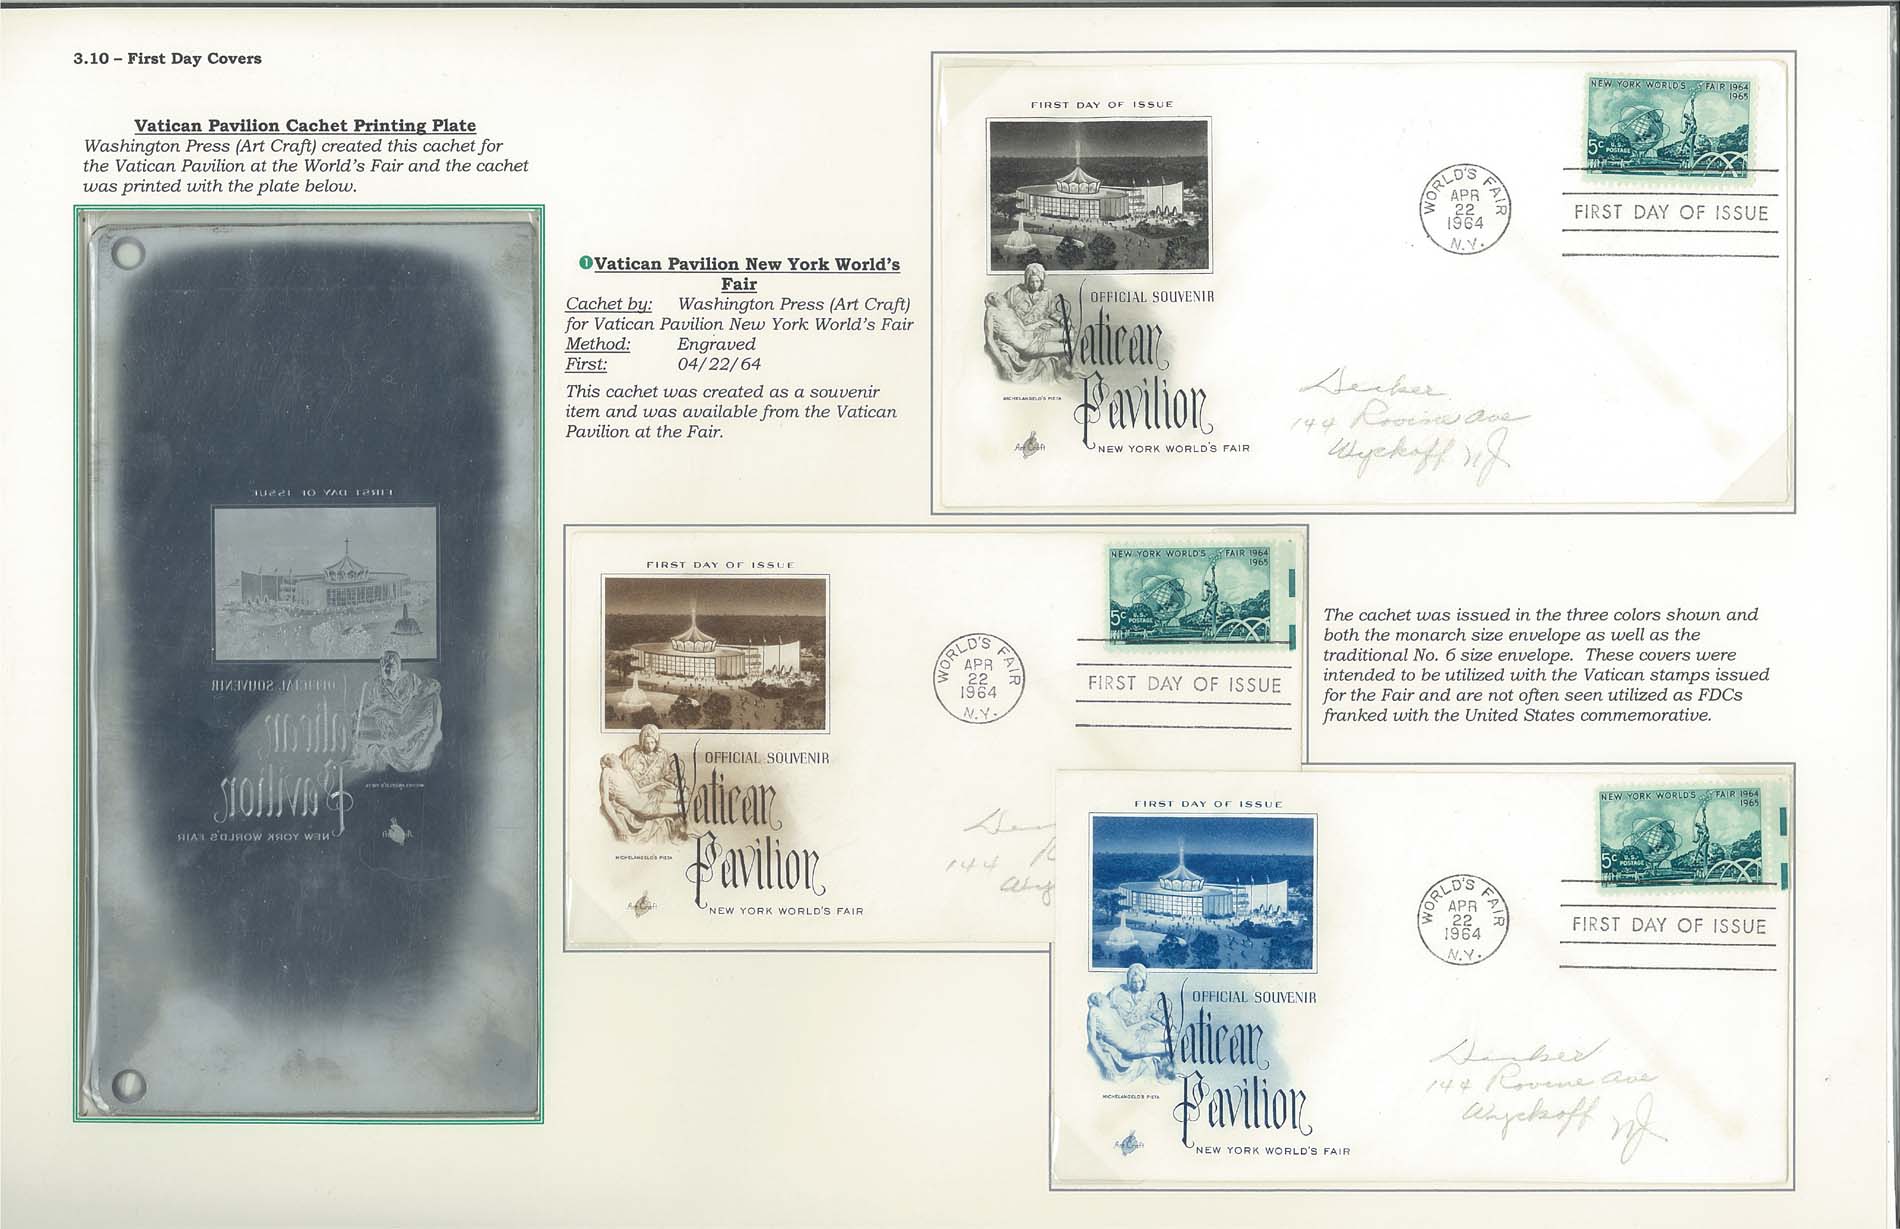 3.10 – First Day Covers
Vatican Pavilion Cachet Printing Plate
Washington Press (Art Craft) created this cachet for
the Vatican Pavilion at the World's Fair and the cachet
was printed with the plate below.
FIRST DAY OF ISSUE
OFFICIAL SOUVENIR
Vatican
Pavilion
NEW YORK WORLD'S FAIR
❶Vatican Pavilion New York World's
Fair
Cachet by: Washington Press (Art Craft)
for Vatican Pavilion New York World's Fair
Method: Engraved
First: 04/22/64
This cachet was created as a souvenir
item and was available from the Vatican
Pavilion at the Fair.
FIRST DAY OF ISSUE
OFFICIAL SOUVENIR
Vatican
Pavilion
MICHELANGELO'S PIETA
Art Craft
NEW YORK WORLD'S FAIR
NEW YORK WORLD'S FAIR 1964
1965
5c U.S. POSTAGE
WORLD'S FAIR
APR
22
1964
N.Y.
FIRST DAY OF ISSUE
144
Ave
Wyckoff NJ
FIRST DAY OF ISSUE
OFFICIAL SOUVENIR
Vatican
Pavilion
MICHELANGELO'S PIETA
Art Craft
NEW YORK WORLD'S FAIR
NEW YORK WORLD'S FAIR 1964
1965
5c U.S. POSTAGE
WORLD'S FAIR
APR
22
1964
N.Y.
FIRST DAY OF ISSUE
144
The cachet was issued in the three colors shown and
both the monarch size envelope as well as the
traditional No. 6 size envelope. These covers were
intended to be utilized with the Vatican stamps issued
for the Fair and are not often seen utilized as FDCs
franked with the United States commemorative.
FIRST DAY OF ISSUE
OFFICIAL SOUVENIR
Vatican
Pavilion
MICHELANGELO'S PIETA
Art Craft
NEW YORK WORLD'S FAIR
NEW YORK WORLD'S FAIR 1964
1965
5c U.S. POSTAGE
WORLD'S FAIR
APR
22
1964
N.Y.
FIRST DAY OF ISSUE
144 Rovine Ave
Wyckoff NJ